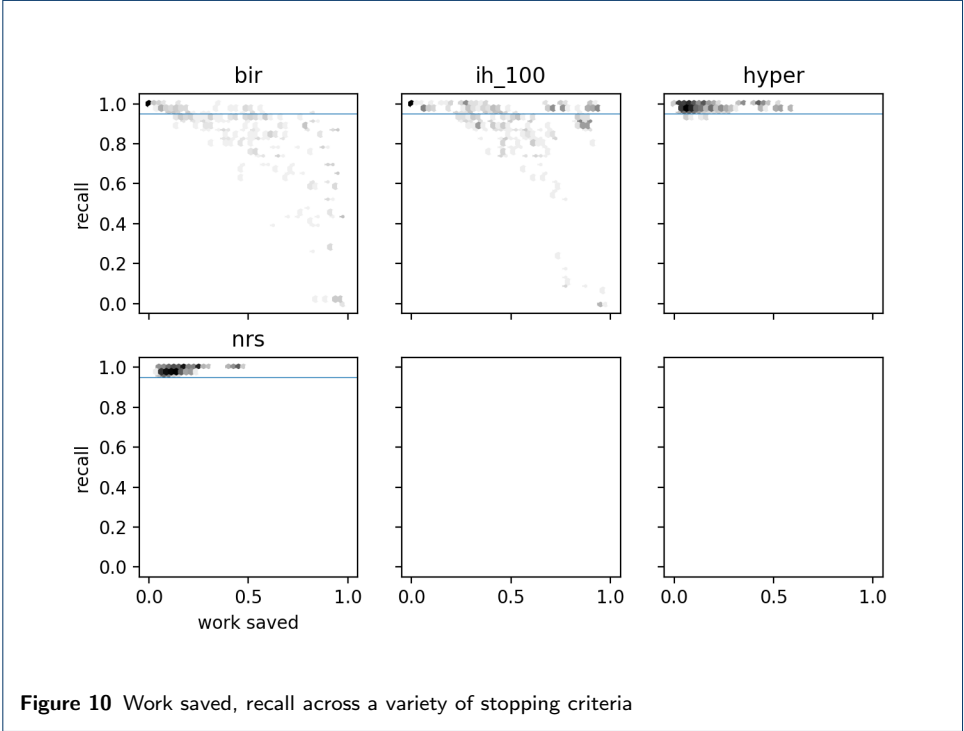 bir
ih_100
hyper
1.0
0.8
0.6
0.4
0.2
0.0
recall
nrs
1.0
0.8
0.6
0.4
0.2
0.0
recall
0.0 0.5 1.0
0.0 0.5 1.0
0.0 0.5 1.0
work saved
Figure 10 Work saved, recall across a variety of stopping criteria